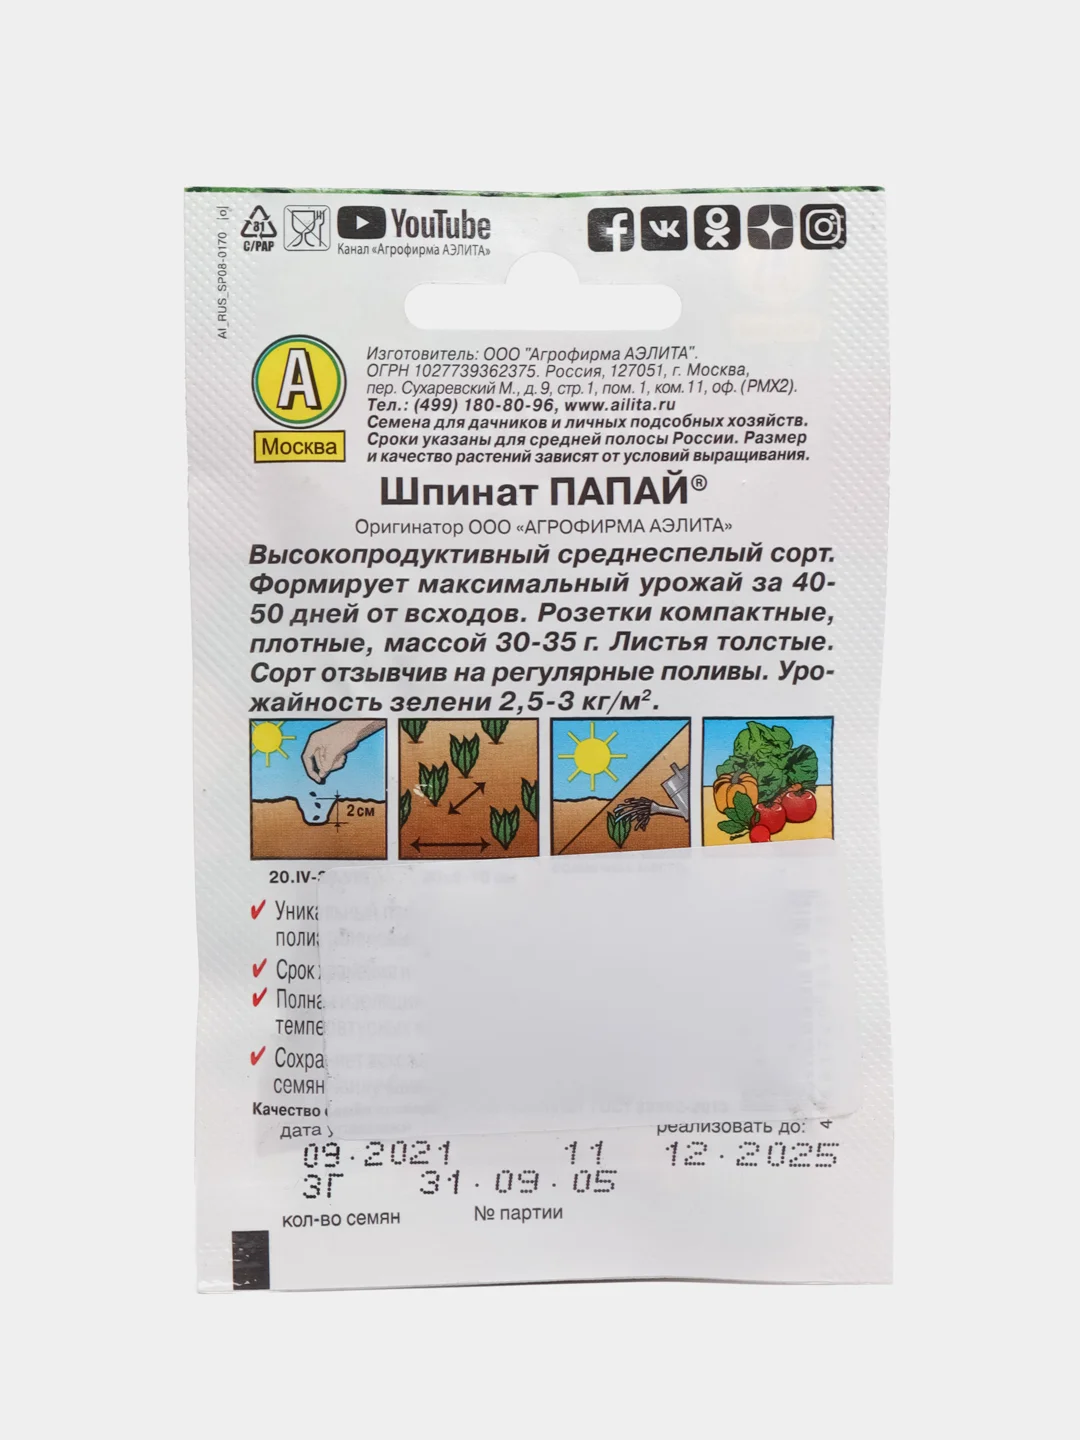 81
C/PAP
YouTube
Канал «Агрофирма АЭЛИТА»
AI_RUS_SP08-0170 |o|
А
Москва
Изготовитель: ООО "Агрофирма АЭЛИТА".
ОГРН 1027739362375. Россия, 127051, г. Москва,
пер. Сухаревский М., д. 9, стр. 1, пом. 1, ком. 11, оф. (РМХ2).
Тел.: (499) 180-80-96, www.ailita.ru
Семена для дачников и личных подсобных хозяйств.
Сроки указаны для средней полосы России. Размер
и качество растений зависят от условий выращивания.
Шпинат ПАПАЙ®
Оригинатор ООО «АГРОФИРМА АЭЛИТА»
Высокопродуктивный среднеспелый сорт.
Формирует максимальный урожай за 40-
50 дней от всходов. Розетки компактные,
плотные, массой 30-35 г. Листья толстые.
Сорт отзывчив на регулярные поливы. Уро-
жайность зелени 2,5-3 кг/м².
2 см
20.IV-
Срок
Качество
дата
реализовать до:
4
09.2021 11 12.2025
3Г 31.09.05
кол-во семян № партии